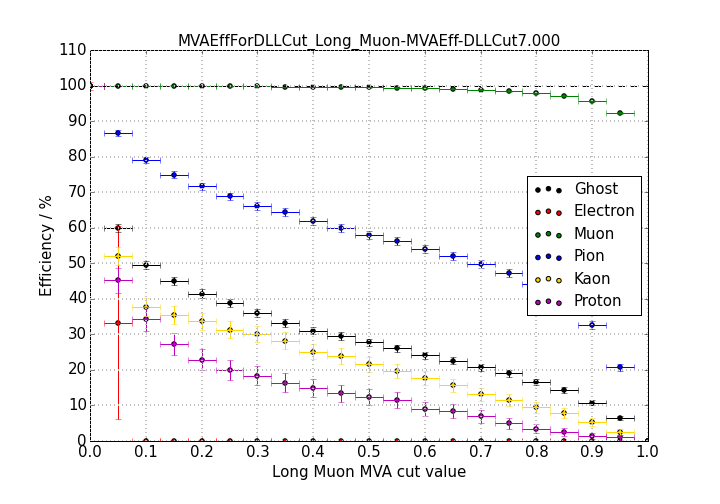 MVAEffForDLLCut_Long_Muon-MVAEff-DLLCut7.000
110
100
90
80
70
60
50
40
30
20
10
0
Efficiency / %
Ghost
Electron
Muon
Pion
Kaon
Proton
0.0 0.1 0.2 0.3 0.4 0.5 0.6 0.7 0.8 0.9 1.0
Long Muon MVA cut value